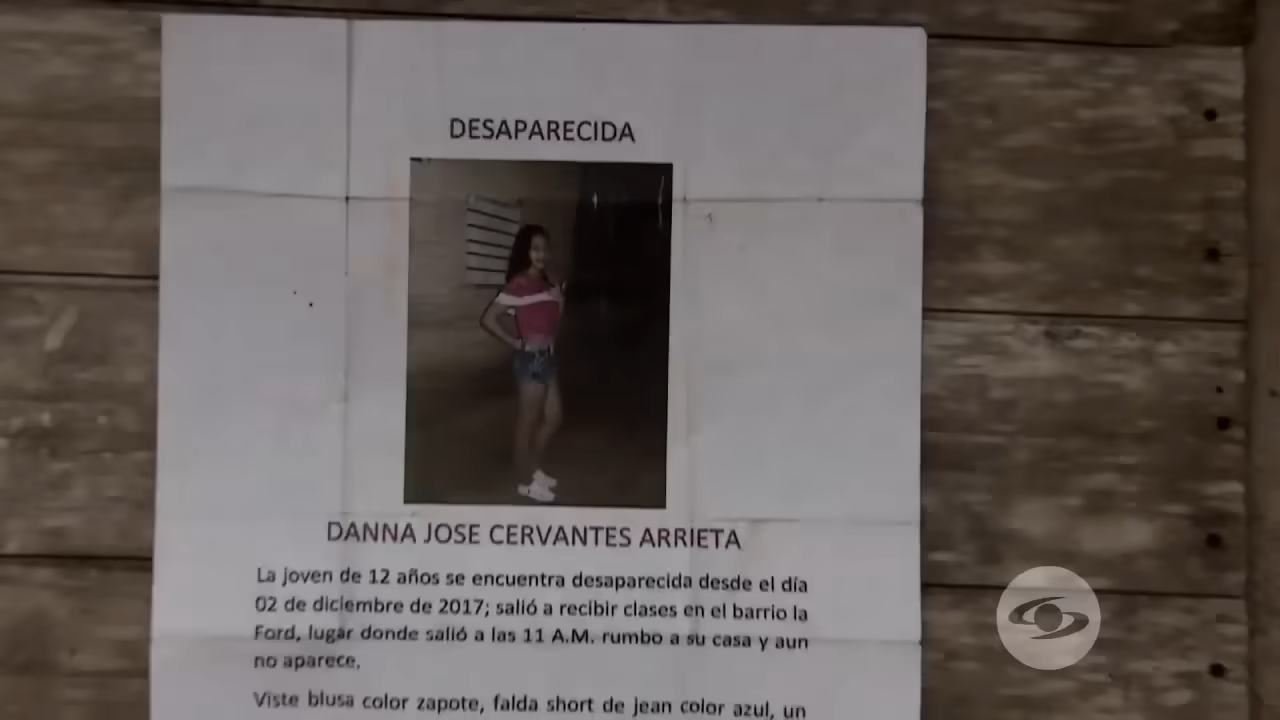 DESAPARECIDA
DANNA JOSE CERVANTES ARRIETA
La joven de 12 años se encuentra desaparecida desde el día
02 de diciembre de 2017; salió a recibir clases en el barrio la
Ford, lugar donde salió a las 11 A.M. rumbo a su casa y aun
no aparece.
Viste blusa color zapote, falda short de jean color azul, un